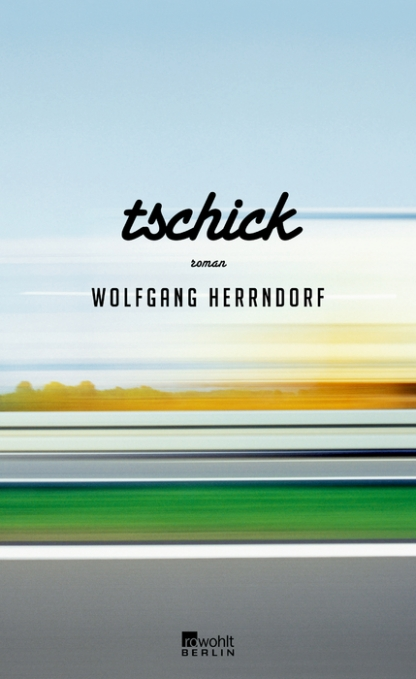 tschick
roman
WOLFGANG HERRNDORF
rowohlt
BERLIN